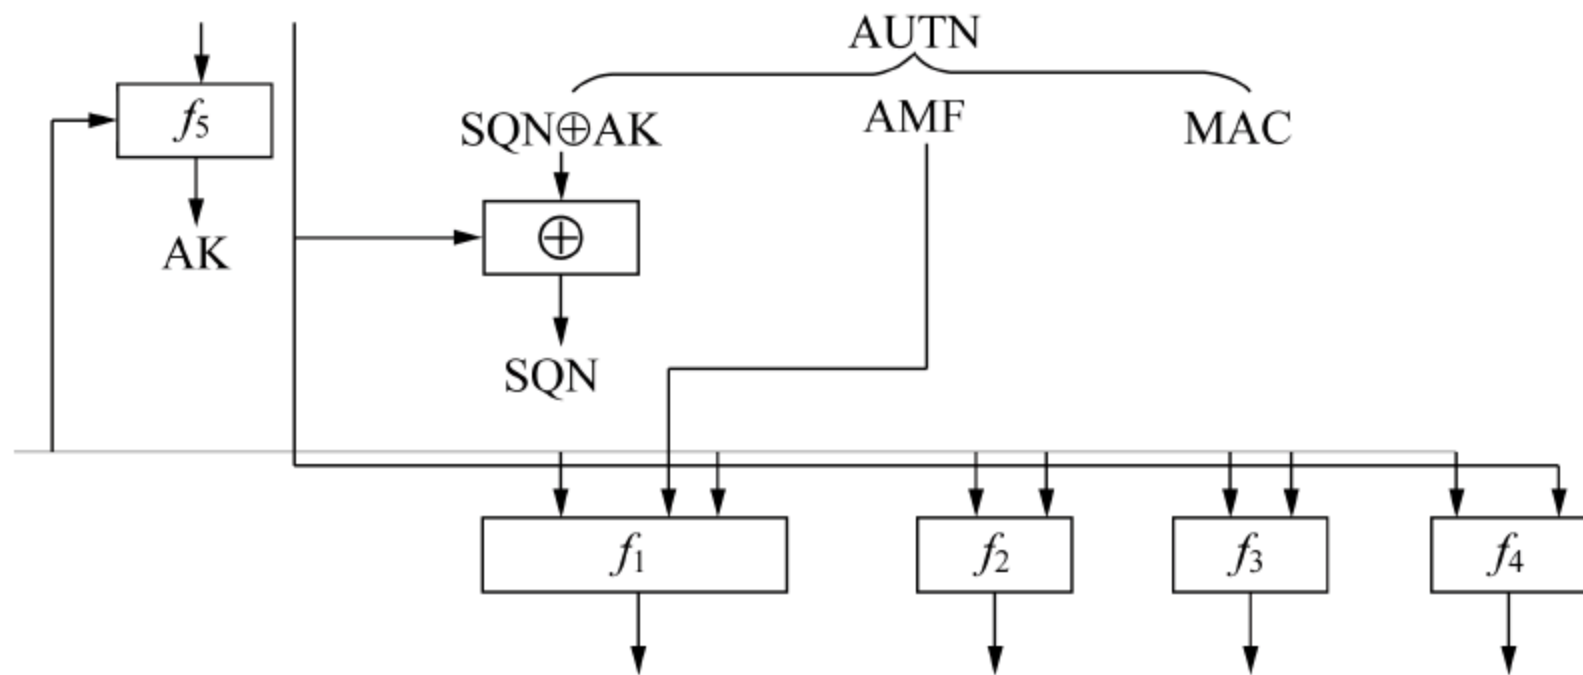 AUTN
SQN⊕AK AMF MAC
f5
⊕
AK
SQN
f1 f2 f3 f4